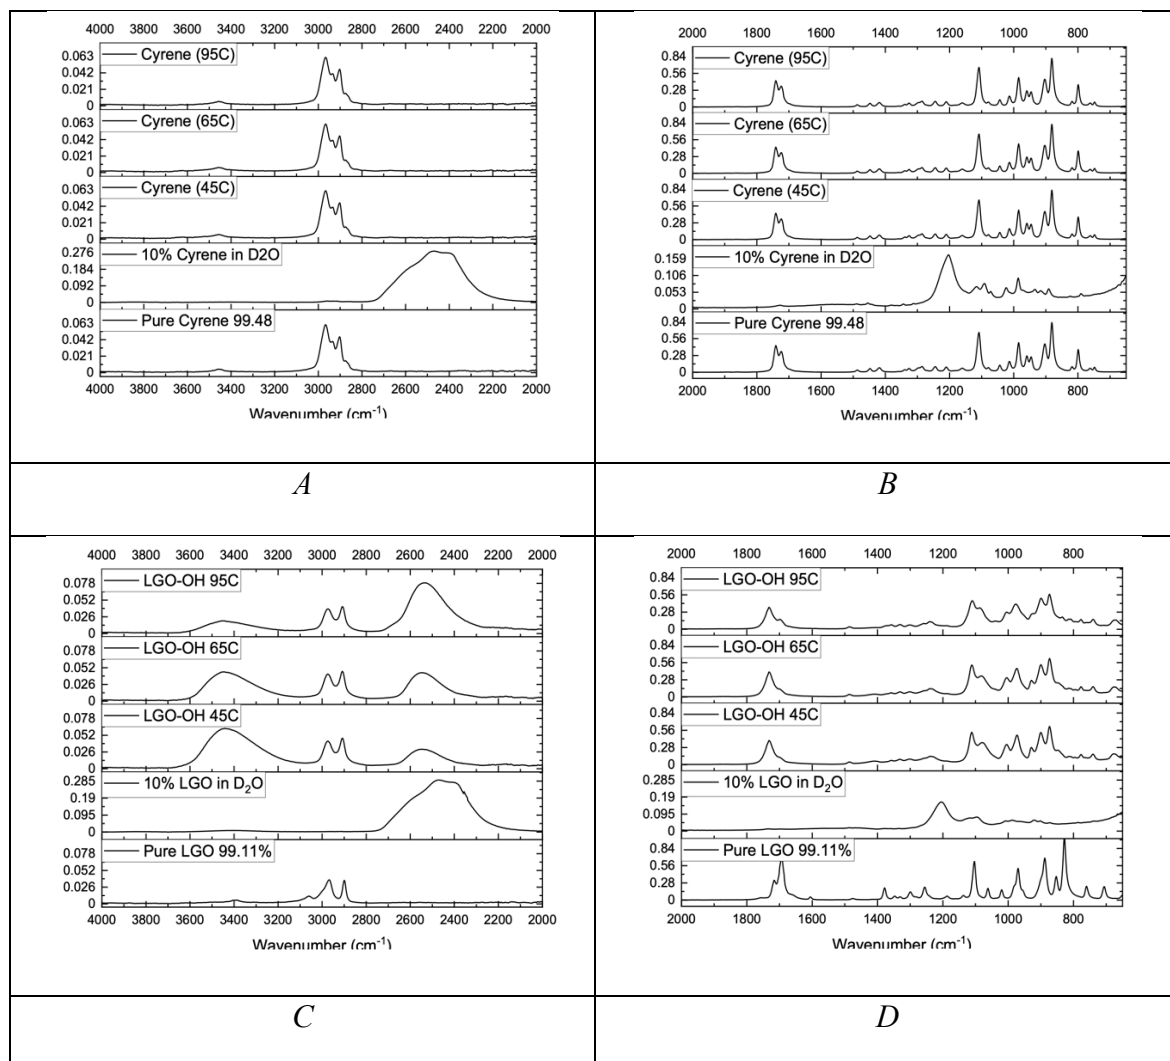 4000 3800 3600 3400 3200 3000 2800 2600 2400 2200 2000
0.063
0.042
0.021
0
Cyrene (95C)
0.063
0.042
0.021
0
Cyrene (65C)
0.063
0.042
0.021
0
Cyrene (45C)
0.276
0.184
0.092
0
10% Cyrene in D2O
0.063
0.042
0.021
0
Pure Cyrene 99.48
4000 3800 3600 3400 3200 3000 2800 2600 2400 2200 2000
Wavenumber (cm⁻¹)
A
2000 1800 1600 1400 1200 1000 800
0.84
0.56
0.28
0
Cyrene (95C)
0.84
0.56
0.28
0
Cyrene (65C)
0.84
0.56
0.28
0
Cyrene (45C)
0.159
0.106
0.053
0
10% Cyrene in D2O
0.84
0.56
0.28
0
Pure Cyrene 99.48
2000 1800 1600 1400 1200 1000 800
Wavenumber (cm⁻¹)
B
4000 3800 3600 3400 3200 3000 2800 2600 2400 2200 2000
0.078
0.052
0.026
0
LGO-OH 95C
0.078
0.052
0.026
0
LGO-OH 65C
0.078
0.052
0.026
0
LGO-OH 45C
0.285
0.19
0.095
0
10% LGO in D₂O
0.078
0.052
0.026
0
Pure LGO 99.11%
4000 3800 3600 3400 3200 3000 2800 2600 2400 2200 2000
Wavenumber (cm⁻¹)
C
2000 1800 1600 1400 1200 1000 800
0.84
0.56
0.28
0
LGO-OH 95C
0.84
0.56
0.28
0
LGO-OH 65C
0.84
0.56
0.28
0
LGO-OH 45C
0.285
0.19
0.095
0
10% LGO in D₂O
0.84
0.56
0.28
0
Pure LGO 99.11%
2000 1800 1600 1400 1200 1000 800
Wavenumber (cm⁻¹)
D